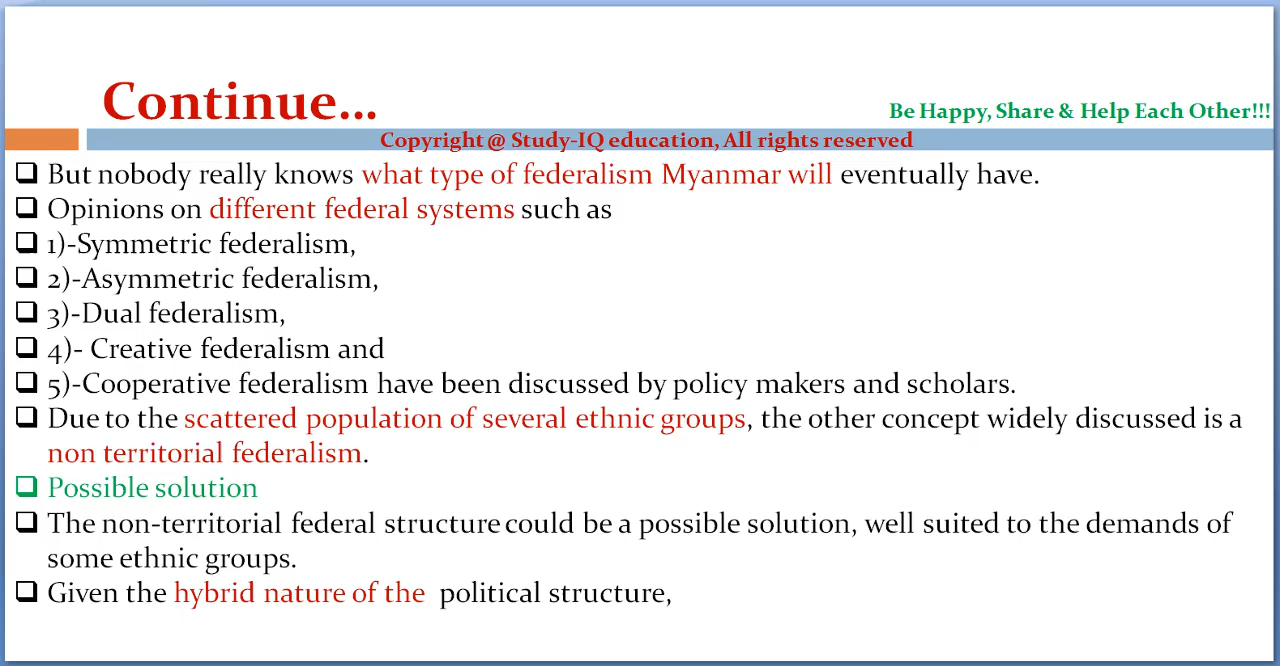 Continue...
Be Happy, Share & Help Each Other!!!
Copyright @ Study-IQ education, All rights reserved
❑ But nobody really knows what type of federalism Myanmar will eventually have.
❑ Opinions on different federal systems such as
❑ 1)-Symmetric federalism,
❑ 2)-Asymmetric federalism,
❑ 3)-Dual federalism,
❑ 4)- Creative federalism and
❑ 5)-Cooperative federalism have been discussed by policy makers and scholars.
❑ Due to the scattered population of several ethnic groups, the other concept widely discussed is a
non territorial federalism.
❑ Possible solution
❑ The non-territorial federal structure could be a possible solution, well suited to the demands of
some ethnic groups.
❑ Given the hybrid nature of the political structure,